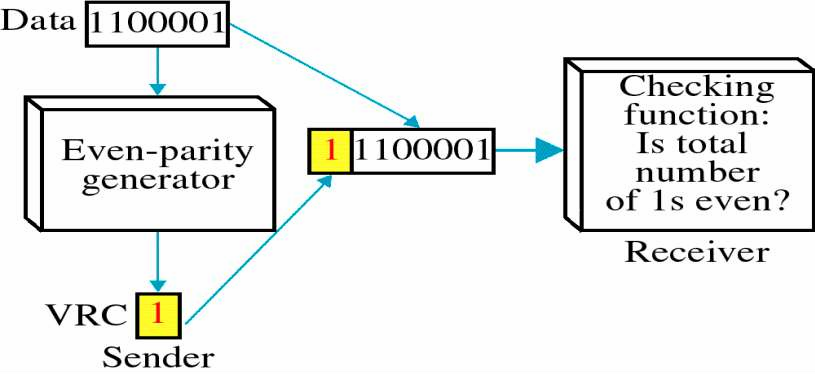 Data 1100001
Even-parity
generator
VRC 1
Sender
1 1100001
Checking
function:
Is total
number
of 1s even?
Receiver